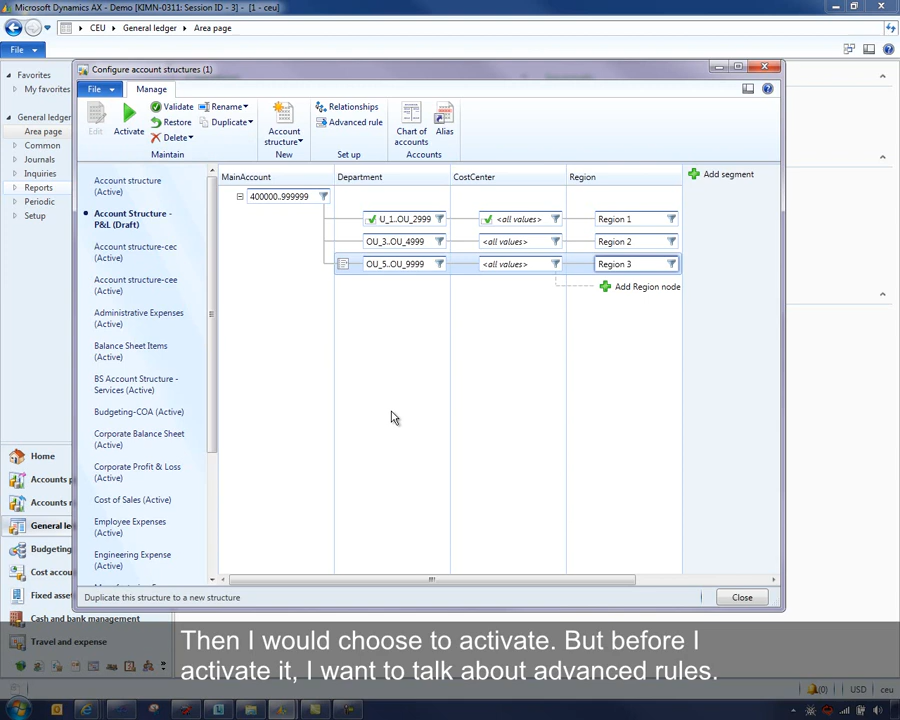 Microsoft Dynamics AX - Demo [KIMN-0311: Session ID - 3] - [1 - ceu]
CEU
General ledger
Area page
File
Favorites
My favorites
General ledger
Area page
Common
Journals
Inquiries
Reports
Periodic
Setup
Home
Accounts
Accounts
General le
Budgeting
Cost accou
Fixed asset
Cash and bank management
Travel and expense
Configure account structures (1)
File
Manage
Edit
Activate
Validate
Restore
Delete
Rename
Duplicate
Maintain
Account
structure
New
Relationships
Advanced rule
Set up
Chart of
accounts
Alias
Accounts
Account structure
(Active)
Account Structure -
P&L (Draft)
Account structure-cec
(Active)
Account structure-cee
(Active)
Administrative Expenses
(Active)
Balance Sheet Items
(Active)
BS Account Structure -
Services (Active)
Budgeting-COA (Active)
Corporate Balance Sheet
(Active)
Corporate Profit & Loss
(Active)
Cost of Sales (Active)
Employee Expenses
(Active)
Engineering Expense
(Active)
MainAccount
Department
CostCenter
Region
Add segment
400000..999999
U_1..OU_2999
<all values>
Region 1
OU_3..OU_4999
<all values>
Region 2
OU_5..OU_9999
<all values>
Region 3
Add Region node
Duplicate this structure to a new structure
Close
Then I would choose to activate. But before I
activate it, I want to talk about advanced rules.
(0)
USD
ceu